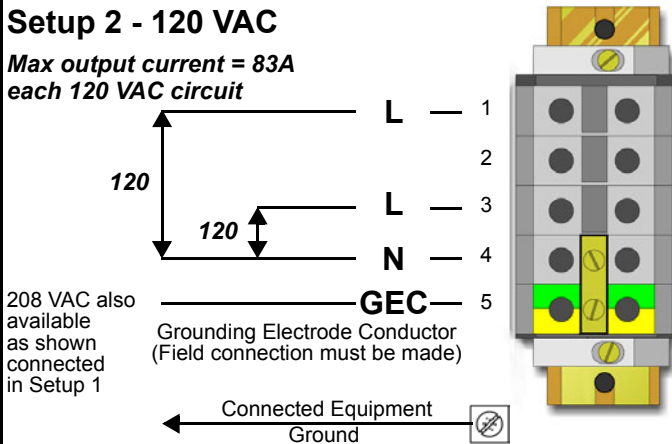 Setup 2 - 120 VAC
Max output current = 83A
each 120 VAC circuit
L 1
2
120
L 3
120
N 4
GEC 5
208 VAC also
available
as shown
connected
in Setup 1
Grounding Electrode Conductor
(Field connection must be made)
Connected Equipment
Ground